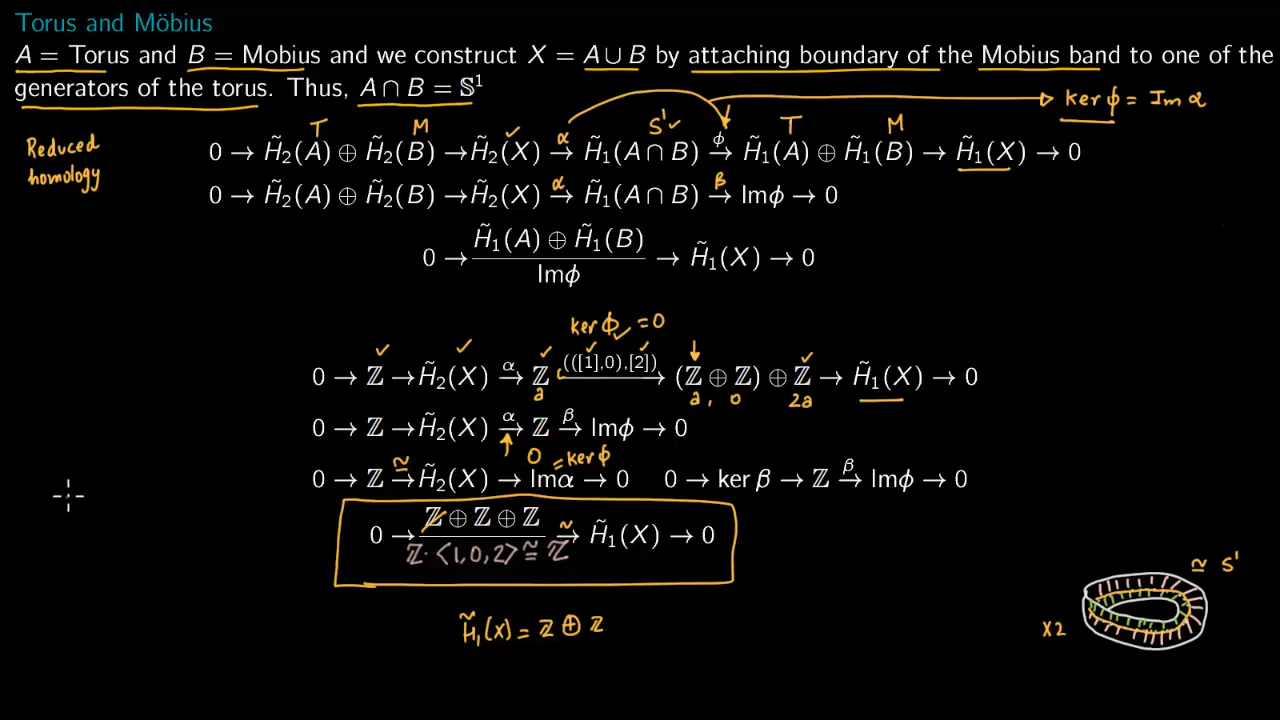 Torus and Möbius
A = Torus and B = Mobius and we construct X = A ∪ B by attaching boundary of the Mobius band to one of the
generators of the torus. Thus, A ∩ B = 𝕊¹
ker ϕ = Im α
Reduced homology
T M ✓ α S¹✓ ϕ T M
0 → H̃₂(A) ⊕ H̃₂(B) → H̃₂(X) → H̃₁(A ∩ B) → H̃₁(A) ⊕ H̃₁(B) → H̃₁(X) → 0
α β
0 → H̃₂(A) ⊕ H̃₂(B) → H̃₂(X) → H̃₁(A ∩ B) → Imϕ → 0
0 → (H̃₁(A) ⊕ H̃₁(B))/Imϕ → H̃₁(X) → 0
ker ϕ✓ = 0
✓ ✓ ✓ ✓ ✓ ✓
α (([1],0),[2])
0 → ℤ → H̃₂(X) → ℤ → (ℤ ⊕ ℤ) ⊕ ℤ → H̃₁(X) → 0
a a , 0 2a
α β
0 → ℤ → H̃₂(X) → ℤ → Imϕ → 0
≃ 0 = ker ϕ
0 → ℤ → H̃₂(X) → Imα → 0 0 → ker β → ℤ →^β Imϕ → 0
0 → (ℤ ⊕ ℤ ⊕ ℤ)/(ℤ·<1,0,2> ≅ ℤ) →^~ H̃₁(X) → 0
≃ S¹
H̃₁(X) = ℤ ⊕ ℤ
X2